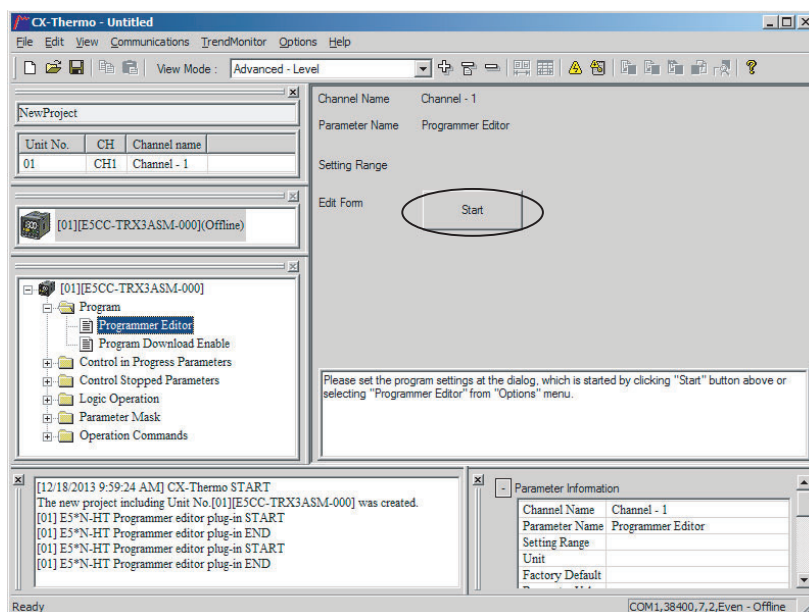 CX-Thermo - Untitled
File Edit View Communications TrendMonitor Options Help
View Mode : Advanced - Level
NewProject
Unit No. CH Channel name
01 CH1 Channel - 1
[01][E5CC-TRX3ASM-000](Offline)
[01][E5CC-TRX3ASM-000]
Program
Programmer Editor
Program Download Enable
Control in Progress Parameters
Control Stopped Parameters
Logic Operation
Parameter Mask
Operation Commands
Channel Name Channel - 1
Parameter Name Programmer Editor
Setting Range
Edit Form Start
Please set the program settings at the dialog, which is started by clicking "Start" button above or
selecting "Programmer Editor" from "Options" menu.
[12/18/2013 9:59:24 AM] CX-Thermo START
The new project including Unit No.[01][E5CC-TRX3ASM-000] was created.
[01] E5*N-HT Programmer editor plug-in START
[01] E5*N-HT Programmer editor plug-in END
[01] E5*N-HT Programmer editor plug-in START
[01] E5*N-HT Programmer editor plug-in END
Parameter Information
Channel Name Channel - 1
Parameter Name Programmer Editor
Setting Range
Unit
Factory Default
Ready COM1,38400,7,2,Even - Offline